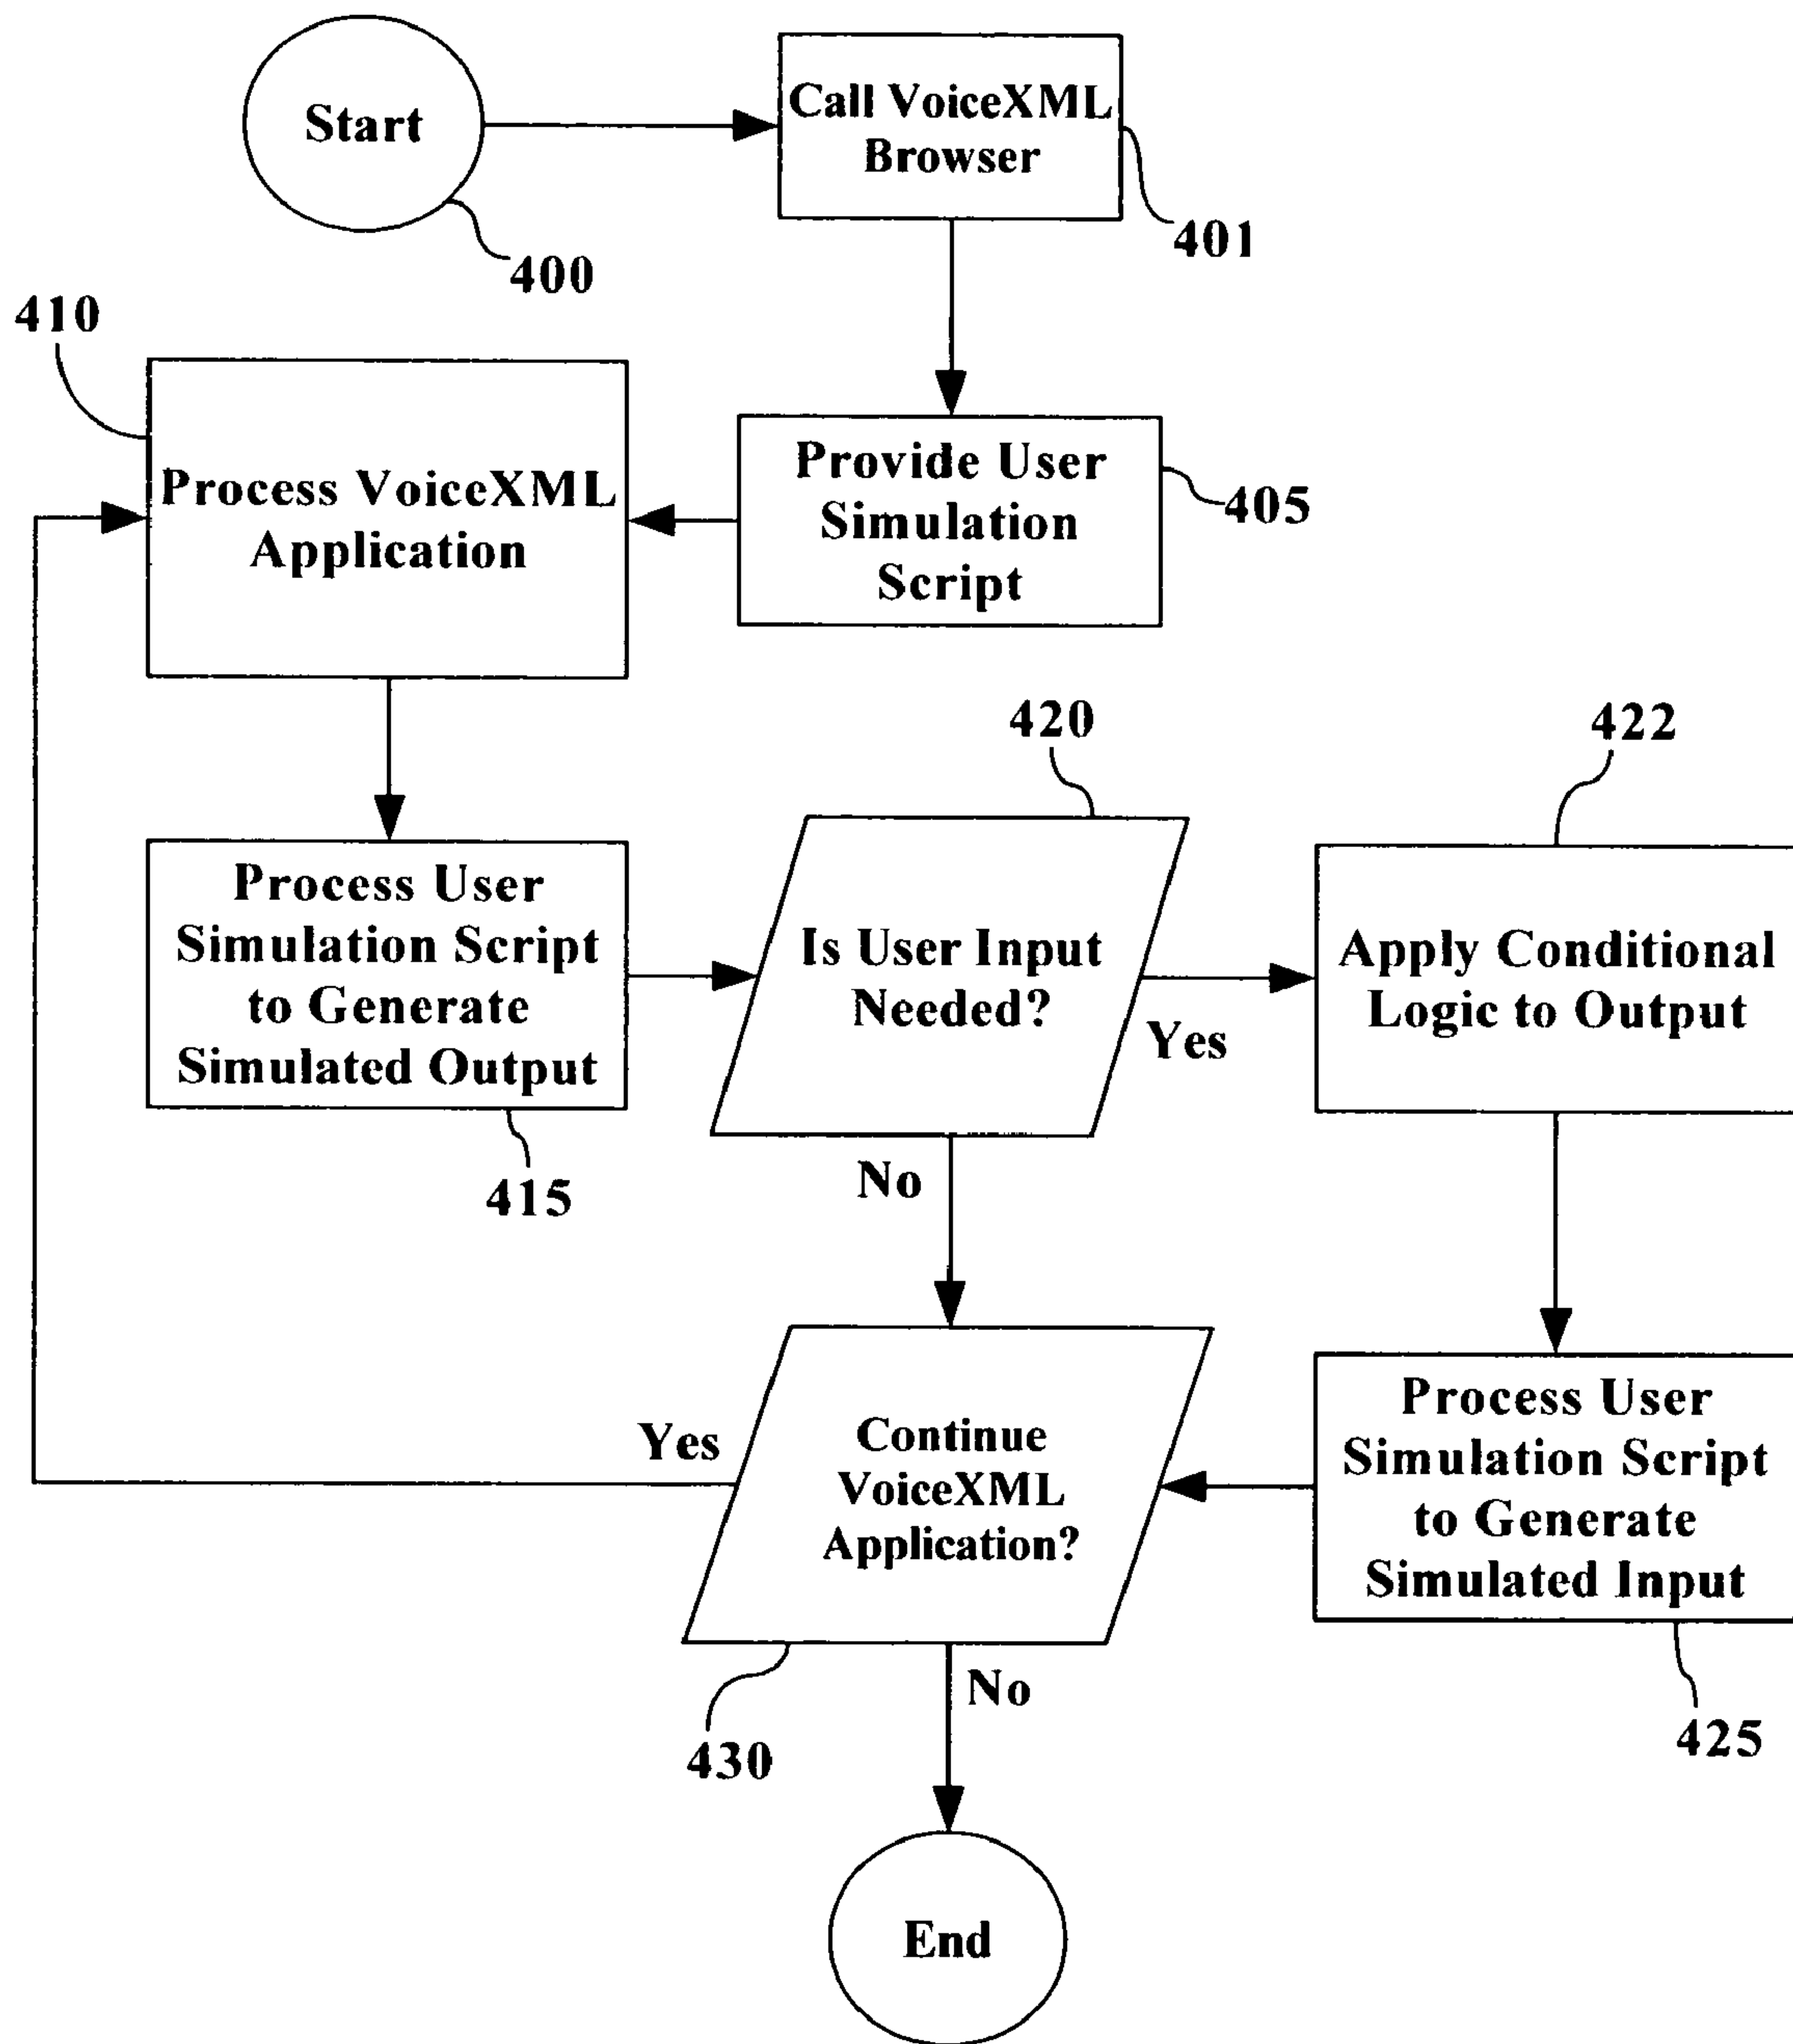 Start
400
Call VoiceXML
Browser
401
410
Process VoiceXML
Application
Provide User
Simulation
Script
405
420
422
Process User
Simulation Script
to Generate
Simulated Output
415
Is User Input
Needed?
Yes
No
Apply Conditional
Logic to Output
Yes
Continue
VoiceXML
Application?
430
No
Process User
Simulation Script
to Generate
Simulated Input
425
End